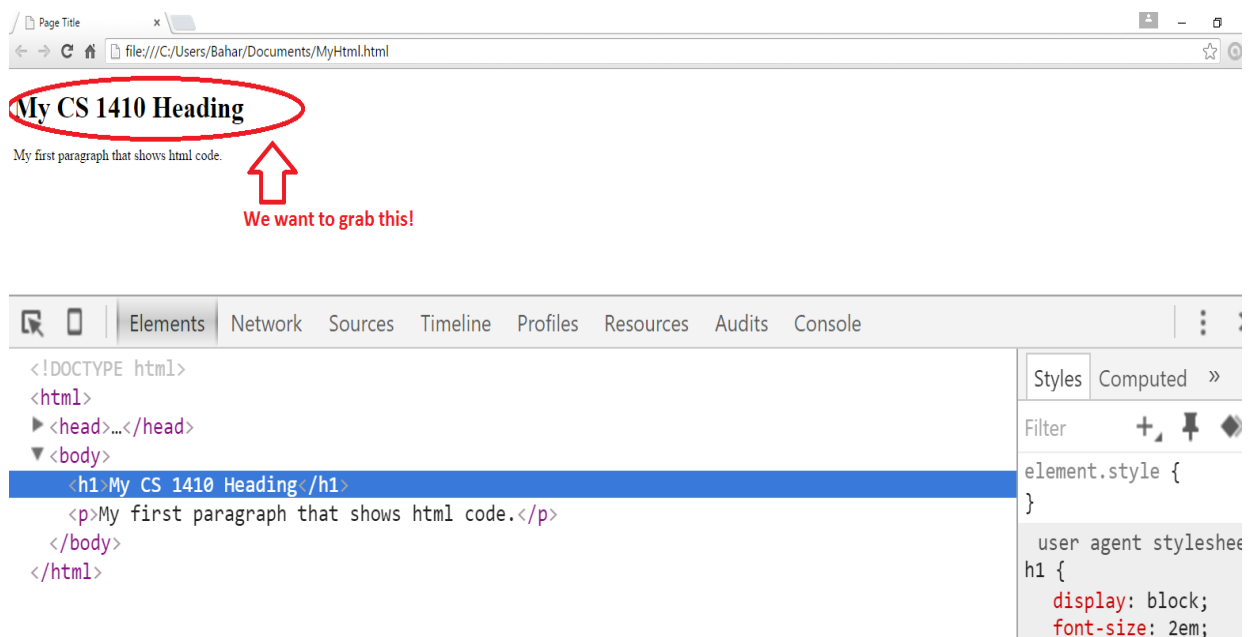 Page Title
file:///C:/Users/Bahar/Documents/MyHtml.html
My CS 1410 Heading
My first paragraph that shows html code.
We want to grab this!
Elements Network Sources Timeline Profiles Resources Audits Console
<!DOCTYPE html>
<html>
<head>…</head>
<body>
<h1>My CS 1410 Heading</h1>
<p>My first paragraph that shows html code.</p>
</body>
</html>
Styles Computed »
Filter
element.style {
}
user agent styleshee
h1 {
display: block;
font-size: 2em;